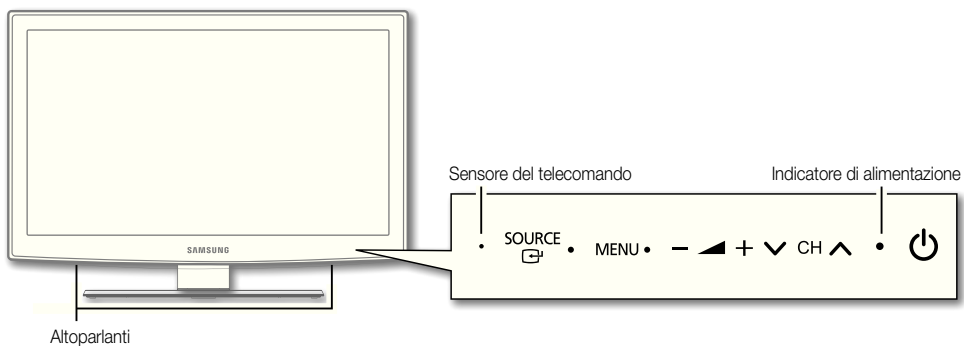 Sensore del telecomando
Indicatore di alimentazione
SOURCE
MENU
- + CH
SAMSUNG
Altoparlanti